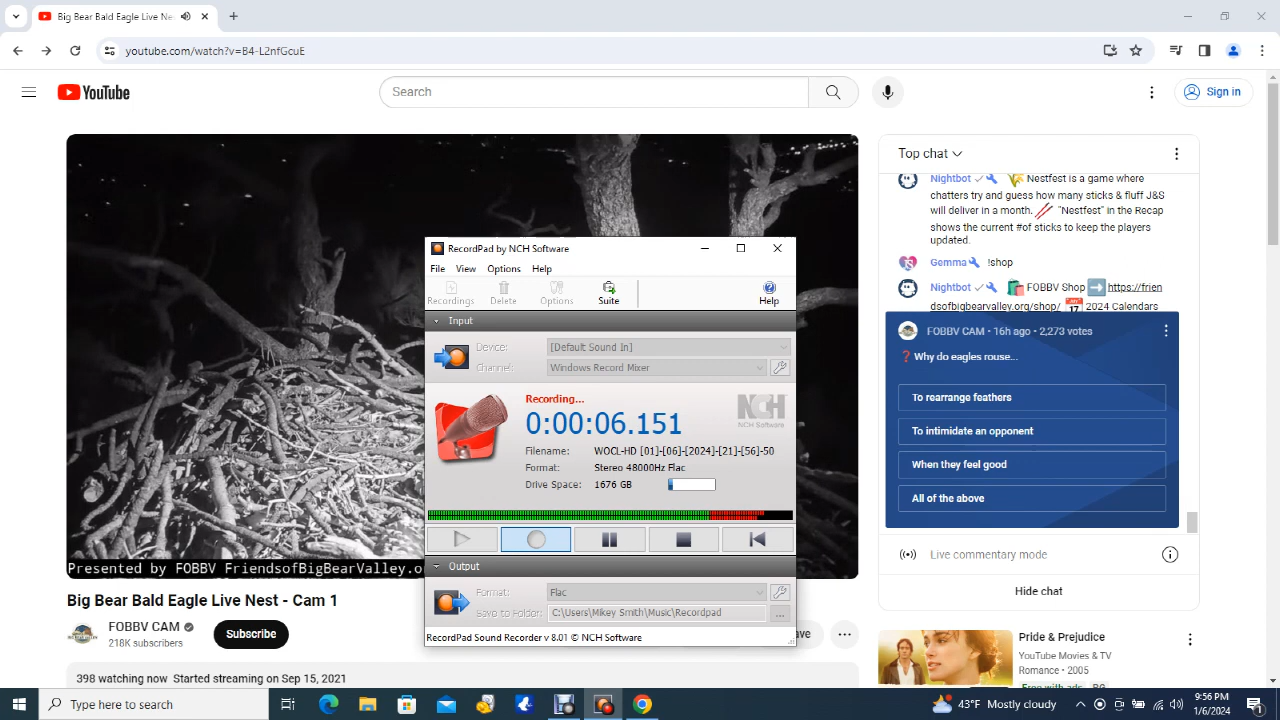 Big Bear Bald Eagle Live Nes
youtube.com/watch?v=B4-L2nfGcuE
YouTube
Search
Sign in
Top chat
Nightbot Nestfest is a game where
chatters try and guess how many sticks & fluff J&S
will deliver in a month. "Nestfest" in the Recap
shows the current #of sticks to keep the players
updated.
Gemma !shop
Nightbot FOBBV Shop https://frien
dsofbigbearvalley.org/shop/ 2024 Calendars
FOBBV CAM • 16h ago • 2,273 votes
Why do eagles rouse...
To rearrange feathers
To intimidate an opponent
When they feel good
All of the above
Live commentary mode
Hide chat
RecordPad by NCH Software
File View Options Help
Recordings Delete Options Suite Help
Input
Device: [Default Sound In]
Channel: Windows Record Mixer
Recording...
0:00:06.151
NCH
NCH Software
Filename: WOCL-HD [01]-[06]-[2024]-[21]-[56]-50
Format: Stereo 48000Hz Flac
Drive Space: 1676 GB
Output
Format: Flac
Save to Folder: C:\Users\Mikey Smith\Music\Recordpad
...
RecordPad Sound Recorder v 8.01 © NCH Software
Presented by FOBBV FriendsofBigBearValley.o
Big Bear Bald Eagle Live Nest - Cam 1
FOBBV CAM
218K subscribers
Subscribe
ave
398 watching now Started streaming on Sep 15, 2021
Pride & Prejudice
YouTube Movies & TV
Romance • 2005
Free with ads PG
Type here to search
43°F Mostly cloudy
9:56 PM
1/6/2024
1